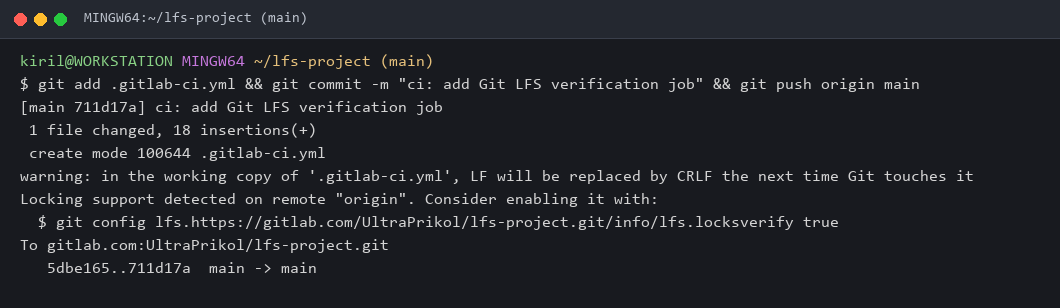 MINGW64:~/lfs-project (main)
kiril@WORKSTATION MINGW64 ~/lfs-project (main)
$ git add .gitlab-ci.yml && git commit -m "ci: add Git LFS verification job" && git push origin main
[main 711d17a] ci: add Git LFS verification job
 1 file changed, 18 insertions(+)
 create mode 100644 .gitlab-ci.yml
warning: in the working copy of '.gitlab-ci.yml', LF will be replaced by CRLF the next time Git touches it
Locking support detected on remote "origin". Consider enabling it with:
  $ git config lfs.https://gitlab.com/UltraPrikol/lfs-project.git/info/lfs.locksverify true
To gitlab.com:UltraPrikol/lfs-project.git
   5dbe165..711d17a  main -> main